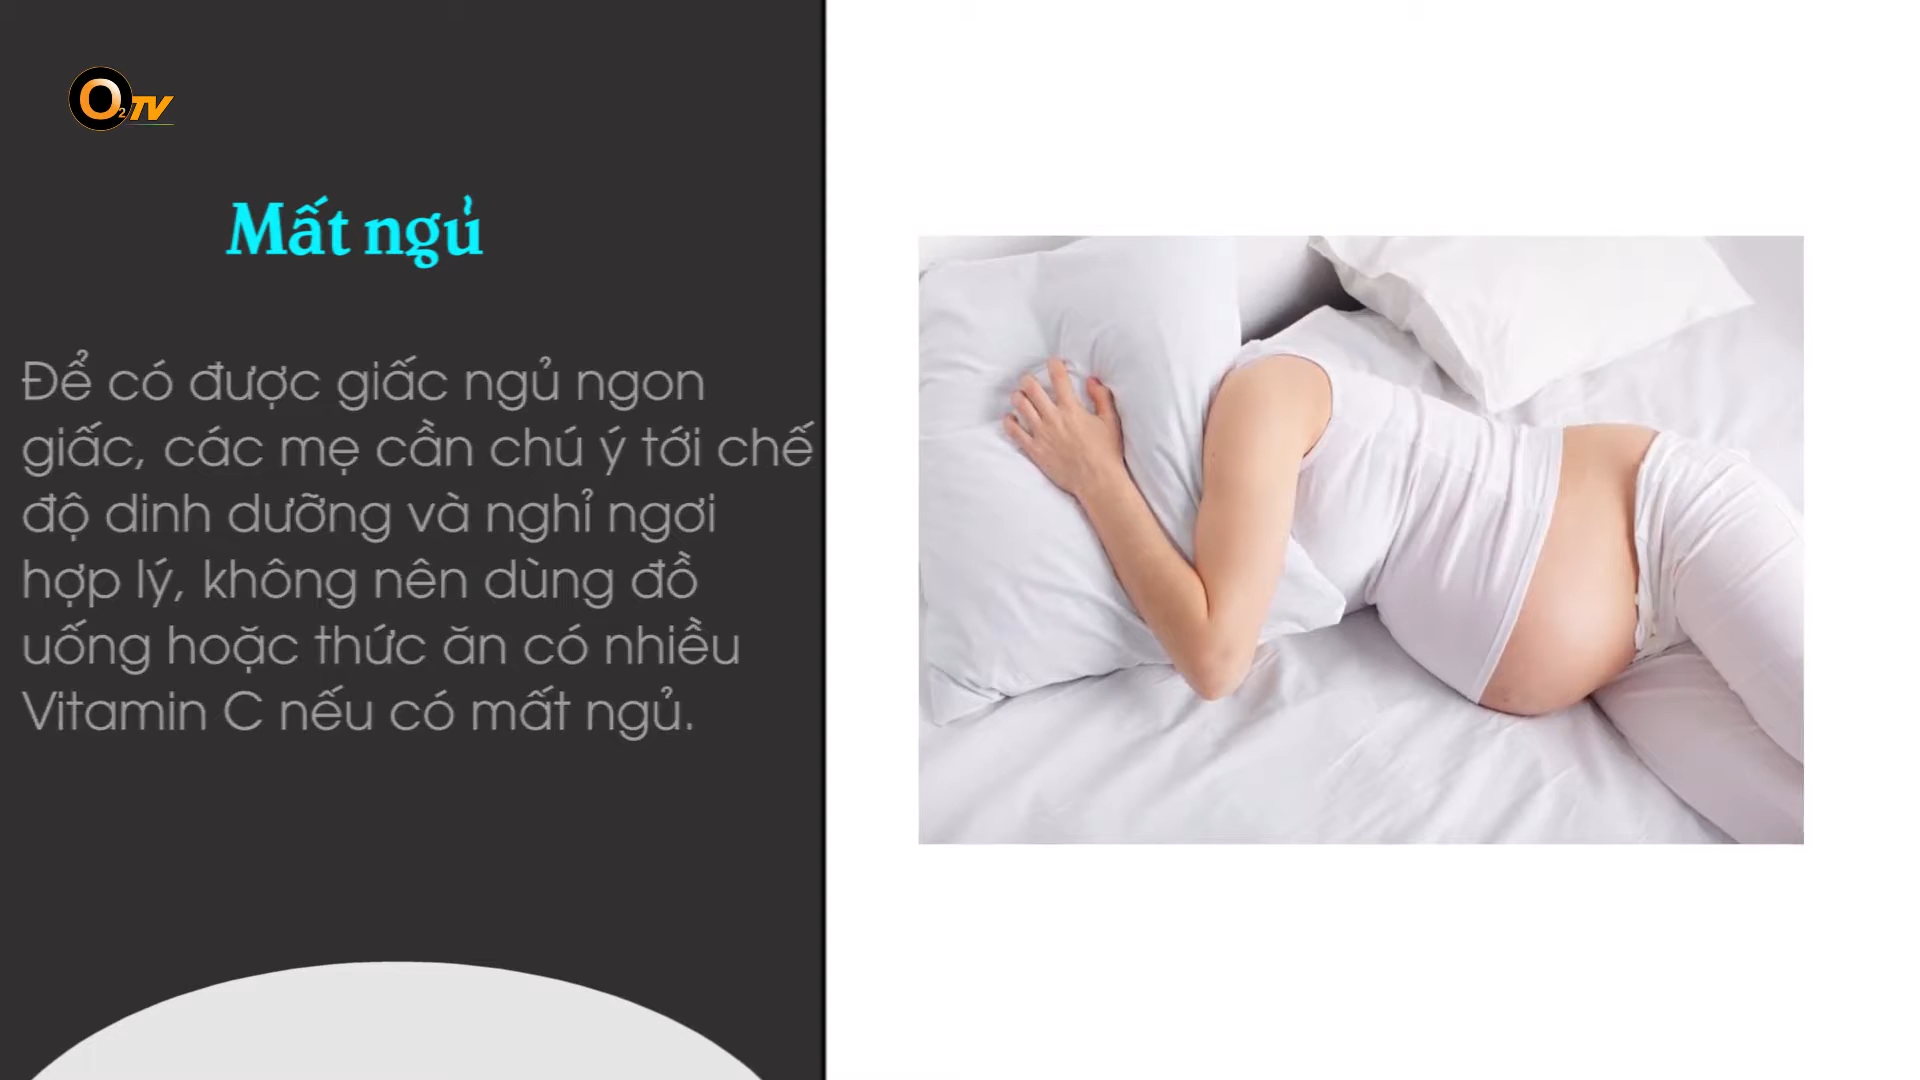 O2TV
Mất ngủ
Để có được giấc ngủ ngon
giấc, các mẹ cần chú ý tới chế
độ dinh dưỡng và nghỉ ngơi
hợp lý, không nên dùng đồ
uống hoặc thức ăn có nhiều
Vitamin C nếu có mất ngủ.